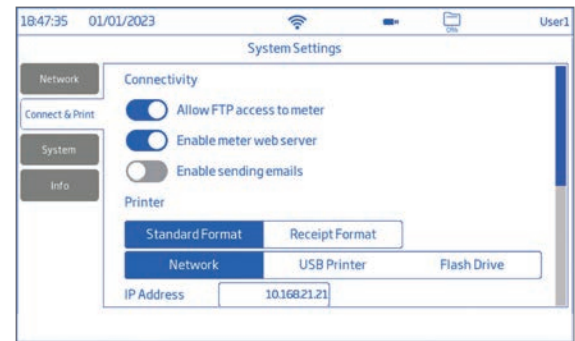 18:47:35 01/01/2023 User1
System Settings
Network
Connect & Print
System
Info
Connectivity
Allow FTP access to meter
Enable meter web server
Enable sending emails
Printer
Standard Format Receipt Format
Network USB Printer Flash Drive
IP Address 10.168.21.21